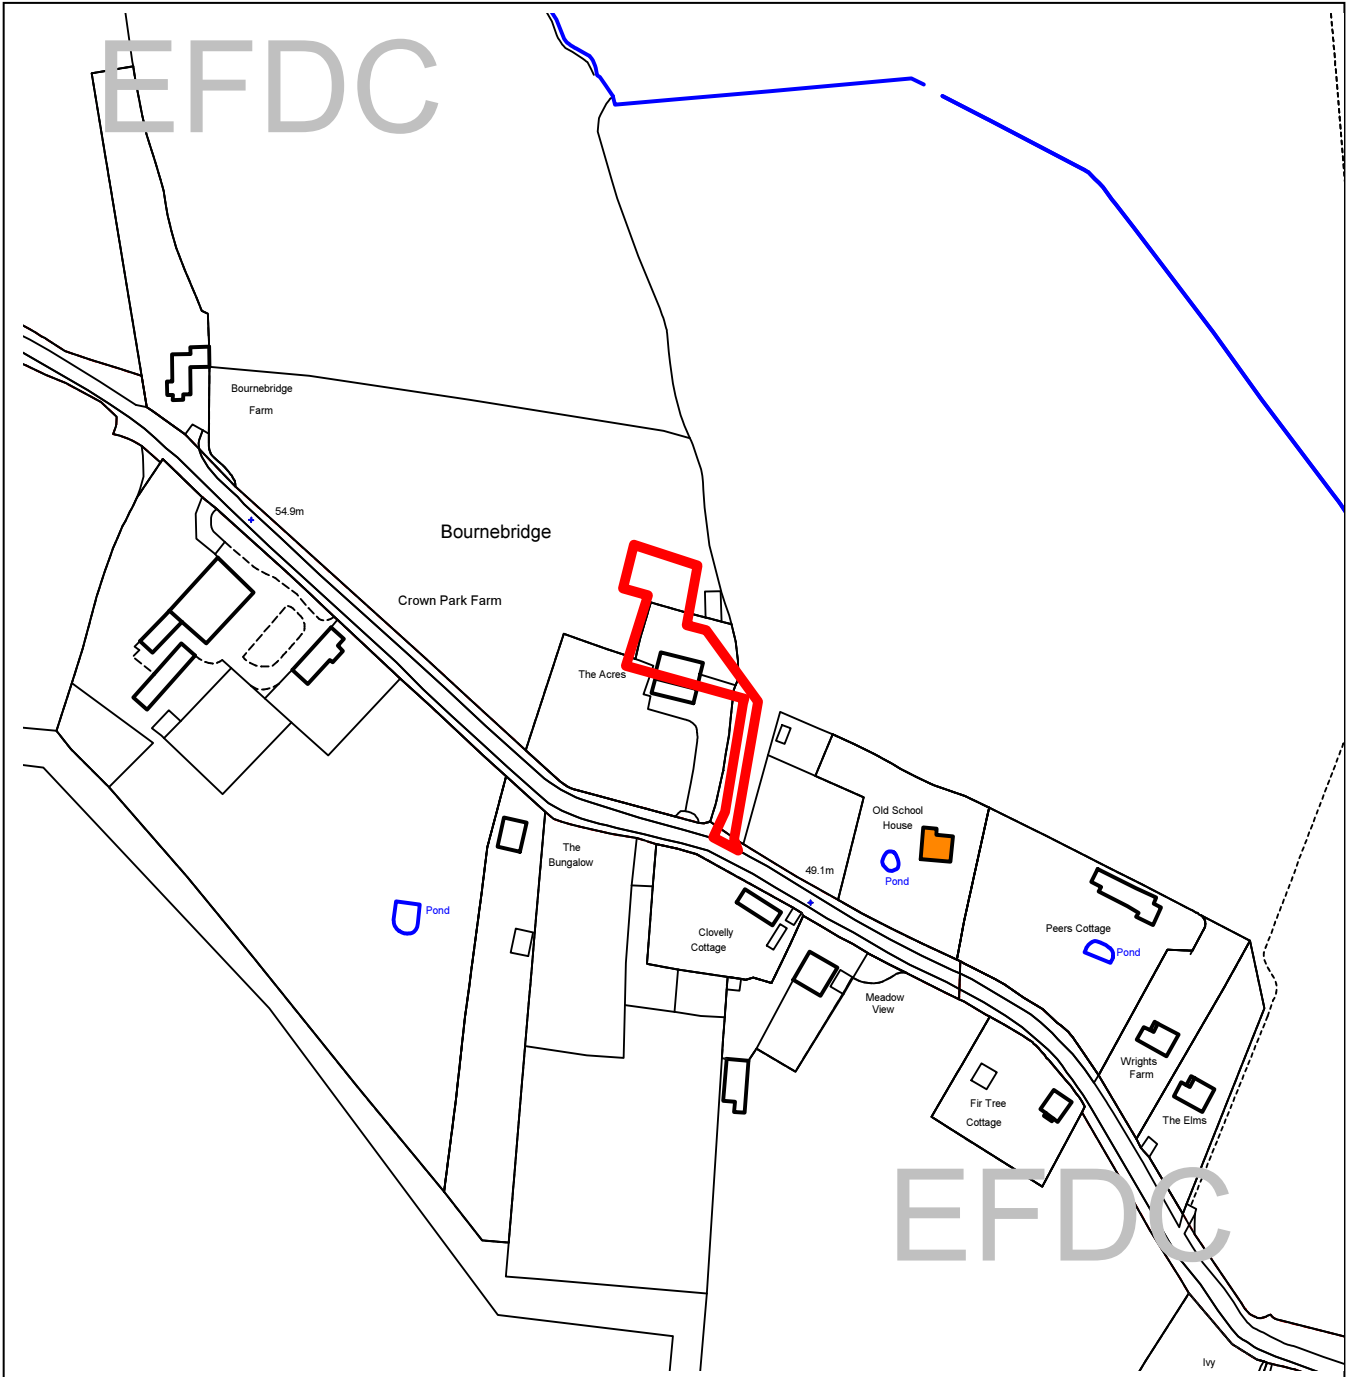 EFDC
Bournebridge
Farm
54.9m
Bournebridge
Crown Park Farm
The Acres
Old School
House
Pond
49.1m
The
Bungalow
Pond
Clovelly
Cottage
Peers Cottage
Pond
Meadow
View
Wrights
Farm
Fir Tree
Cottage
The Elms
EFDC
Ivy